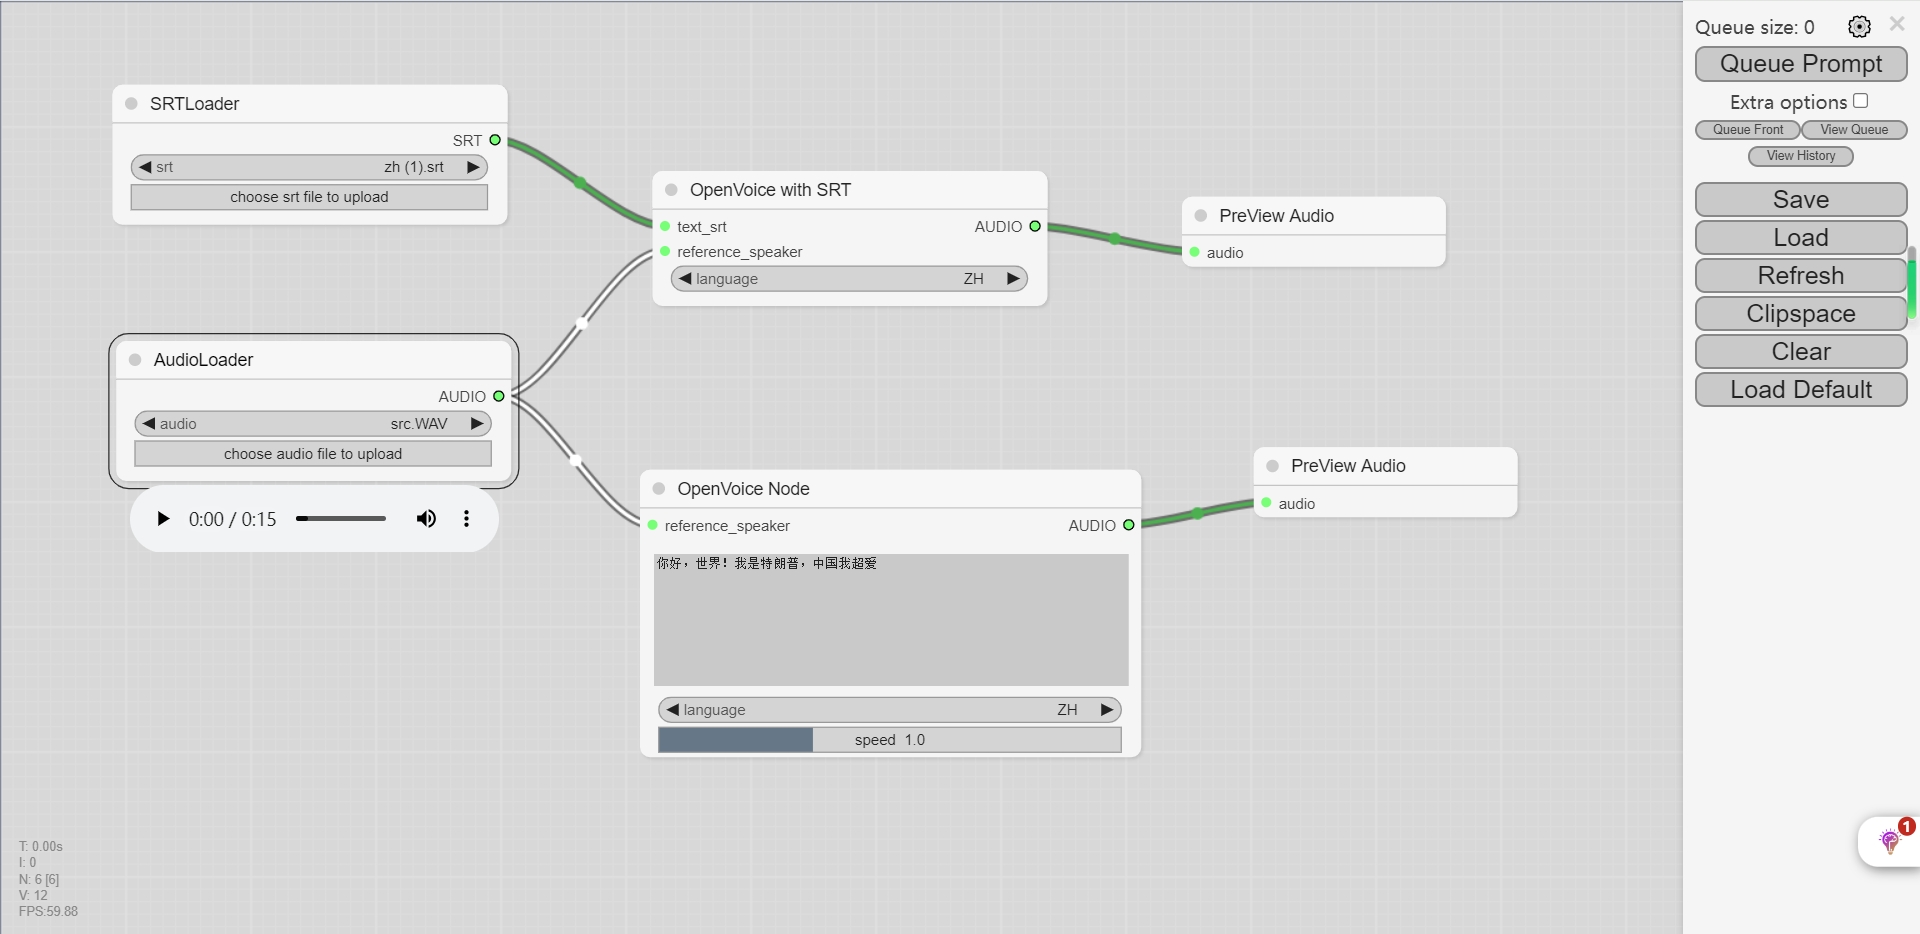 SRTLoader
SRT
srt zh (1).srt
choose srt file to upload
AudioLoader
AUDIO
audio src.WAV
choose audio file to upload
0:00 / 0:15
OpenVoice with SRT
text_srt AUDIO
reference_speaker
language ZH
PreView Audio
audio
OpenVoice Node
reference_speaker AUDIO
你好，世界！我是特朗普，中国我超爱
language ZH
speed 1.0
PreView Audio
audio
T: 0.00s
I: 0
N: 6 [6]
V: 12
FPS:59.88
Queue size: 0
Queue Prompt
Extra options
Queue Front View Queue
View History
Save
Load
Refresh
Clipspace
Clear
Load Default
1